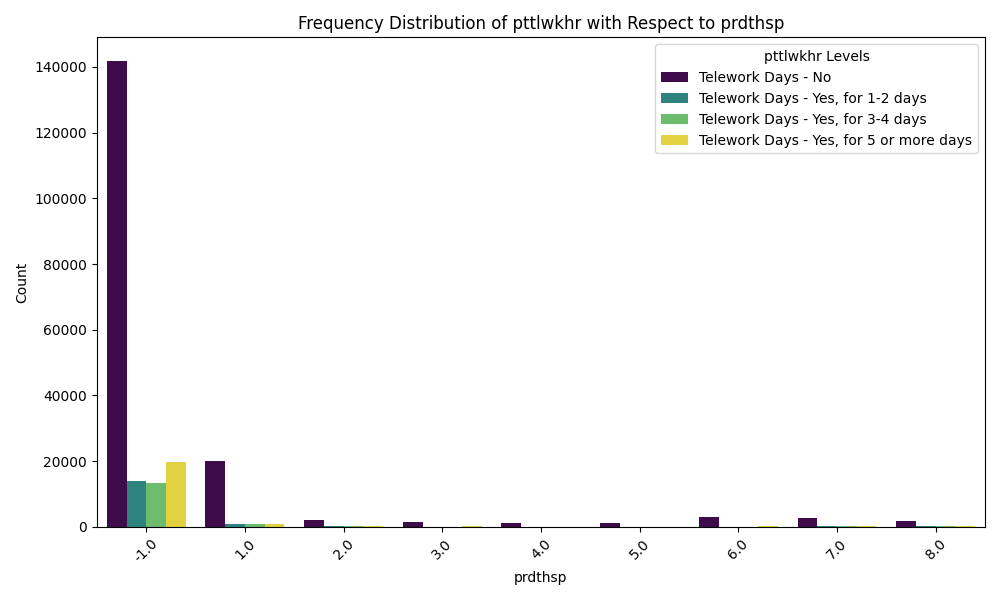 Frequency Distribution of pttlwkhr with Respect to prdthsp
pttlwkhr Levels
Telework Days - No
Telework Days - Yes, for 1-2 days
Telework Days - Yes, for 3-4 days
Telework Days - Yes, for 5 or more days
Count
140000
120000
100000
80000
60000
40000
20000
0
-1.0
1.0
2.0
3.0
4.0
5.0
6.0
7.0
8.0
prdthsp